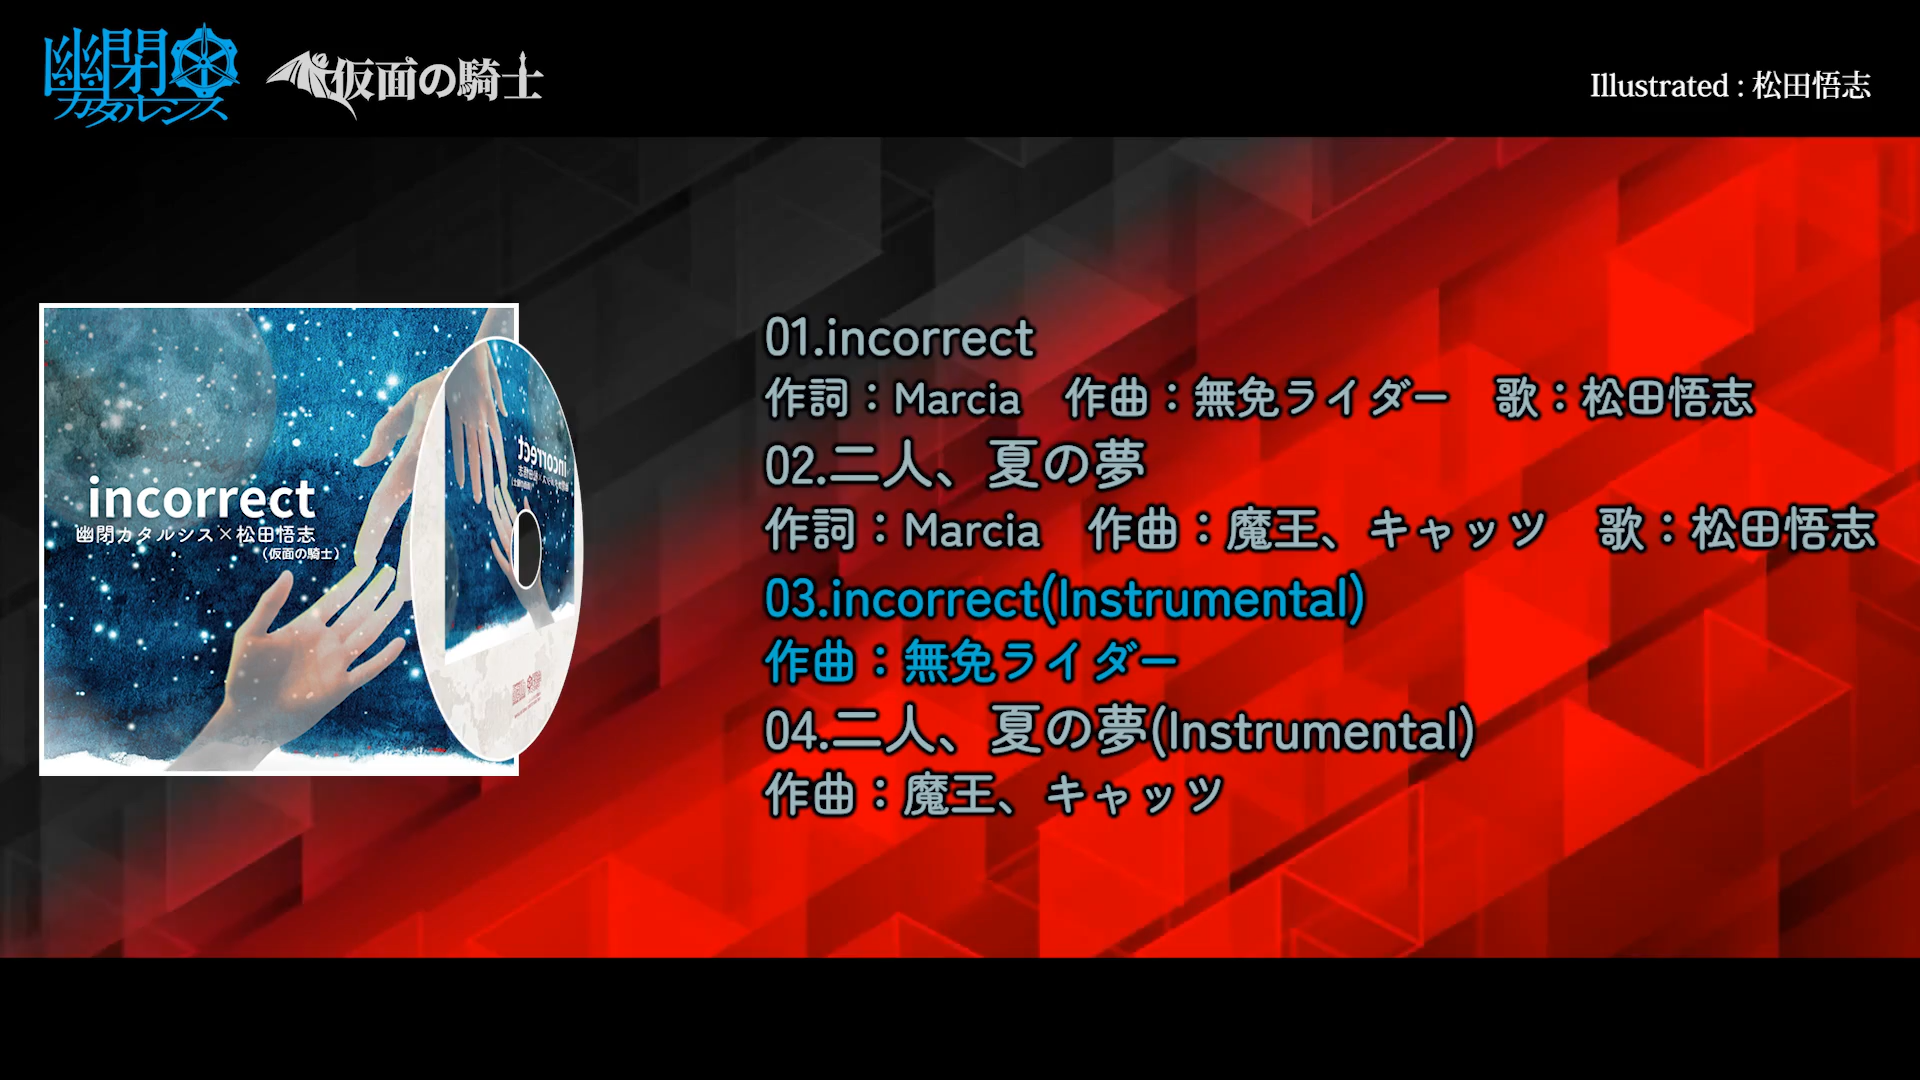 幽閉
カタルシス
仮面の騎士
Illustrated : 松田悟志
incorrect
幽閉カタルシス×松田悟志
（仮面の騎士）
01.incorrect
作詞：Marcia　作曲：無免ライダー　歌：松田悟志
02.二人、夏の夢
作詞：Marcia　作曲：魔王、キャッツ　歌：松田悟志
03.incorrect(Instrumental)
作曲：無免ライダー
04.二人、夏の夢(Instrumental)
作曲：魔王、キャッツ